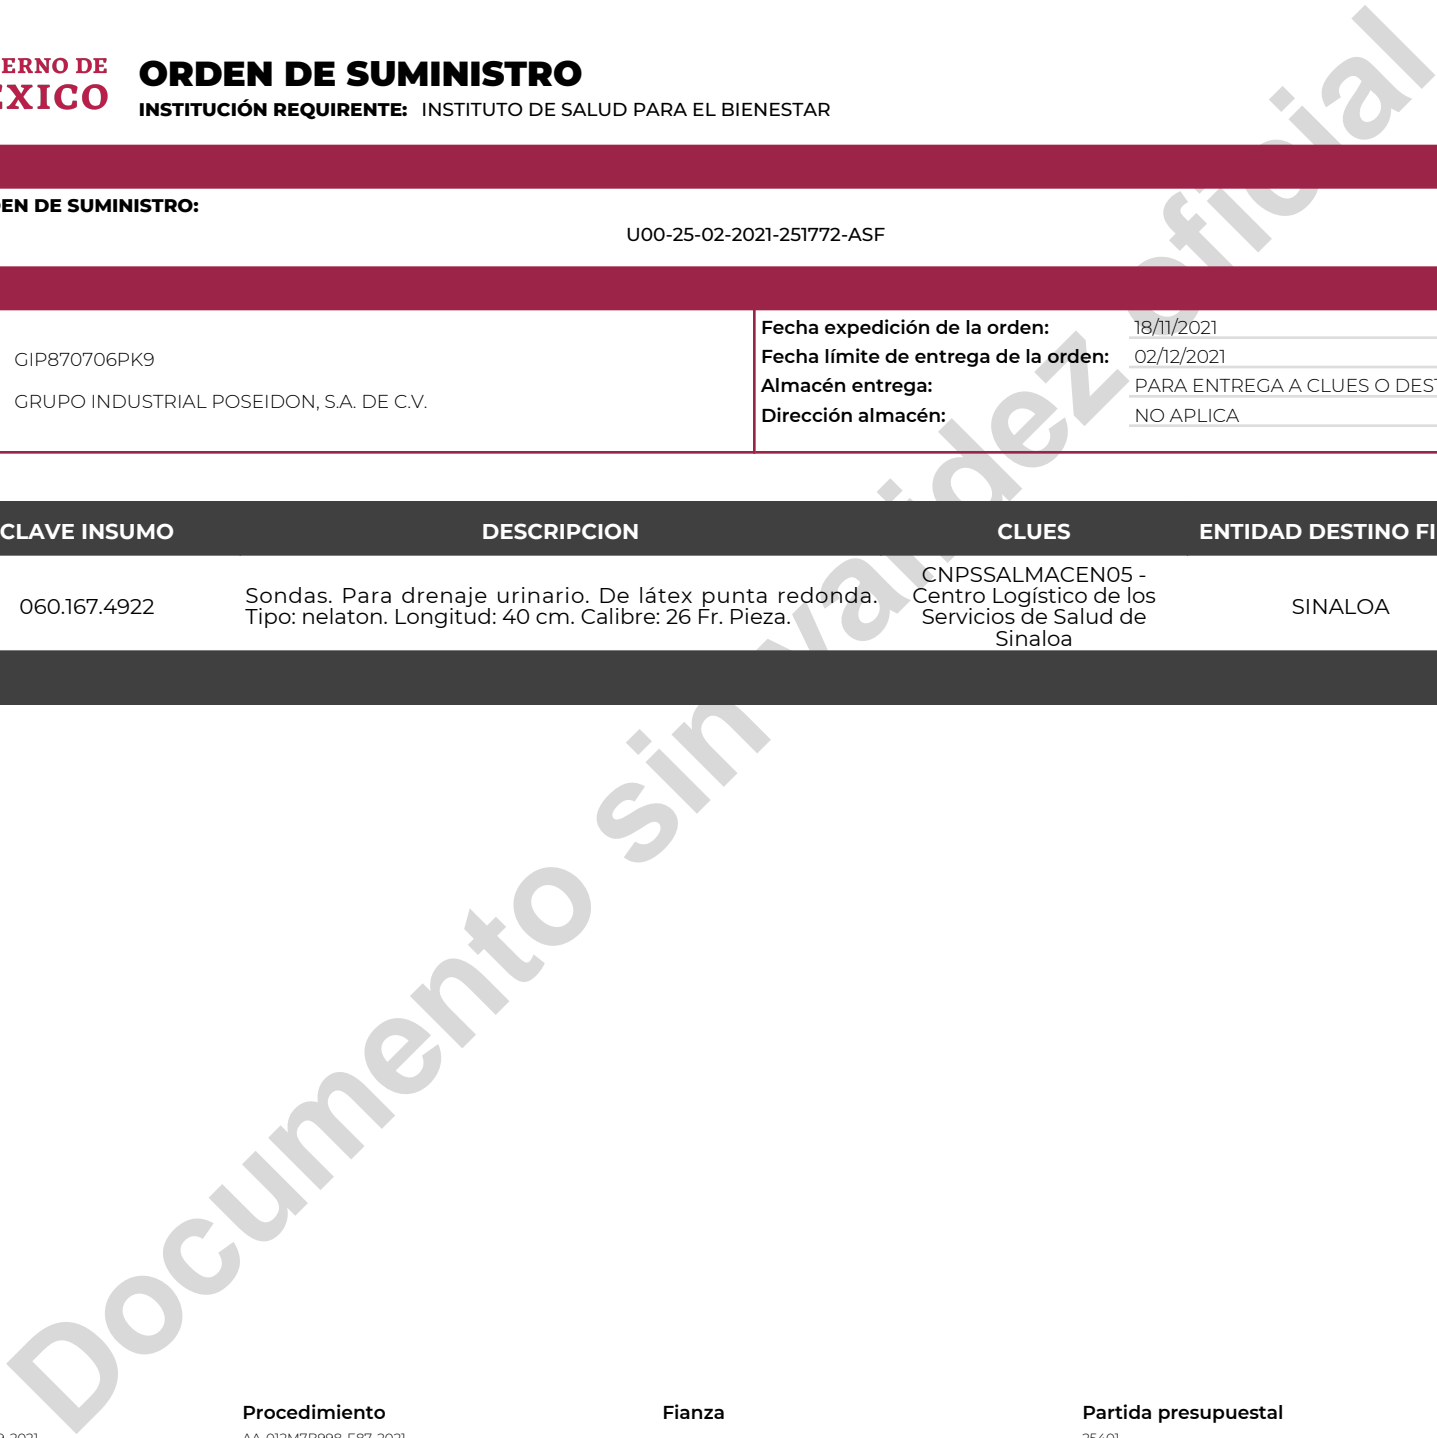 ERNO DE
ORDEN DE SUMINISTRO
XICO
INSTITUCIÓN REQUIRENTE: INSTITUTO DE SALUD PARA EL BIENESTAR
EN DE SUMINISTRO:
U00-25-02-2021-251772-ASF
Fecha expedición de la orden: 18/11/2021
GIP870706PK9
Fecha límite de entrega de la orden: 02/12/2021
Almacén entrega: PARA ENTREGA A CLUES O DEST
GRUPO INDUSTRIAL POSEIDON, S.A. DE C.V.
Dirección almacén: NO APLICA
CLAVE INSUMO DESCRIPCION CLUES ENTIDAD DESTINO FI
060.167.4922
Sondas. Para drenaje urinario. De látex punta redonda.
Tipo: nelaton. Longitud: 40 cm. Calibre: 26 Fr. Pieza.
CNPSSALMACEN05 -
Centro Logístico de los
Servicios de Salud de
Sinaloa
SINALOA
Documento sin validez oficial
Procedimiento Fianza Partida presupuestal